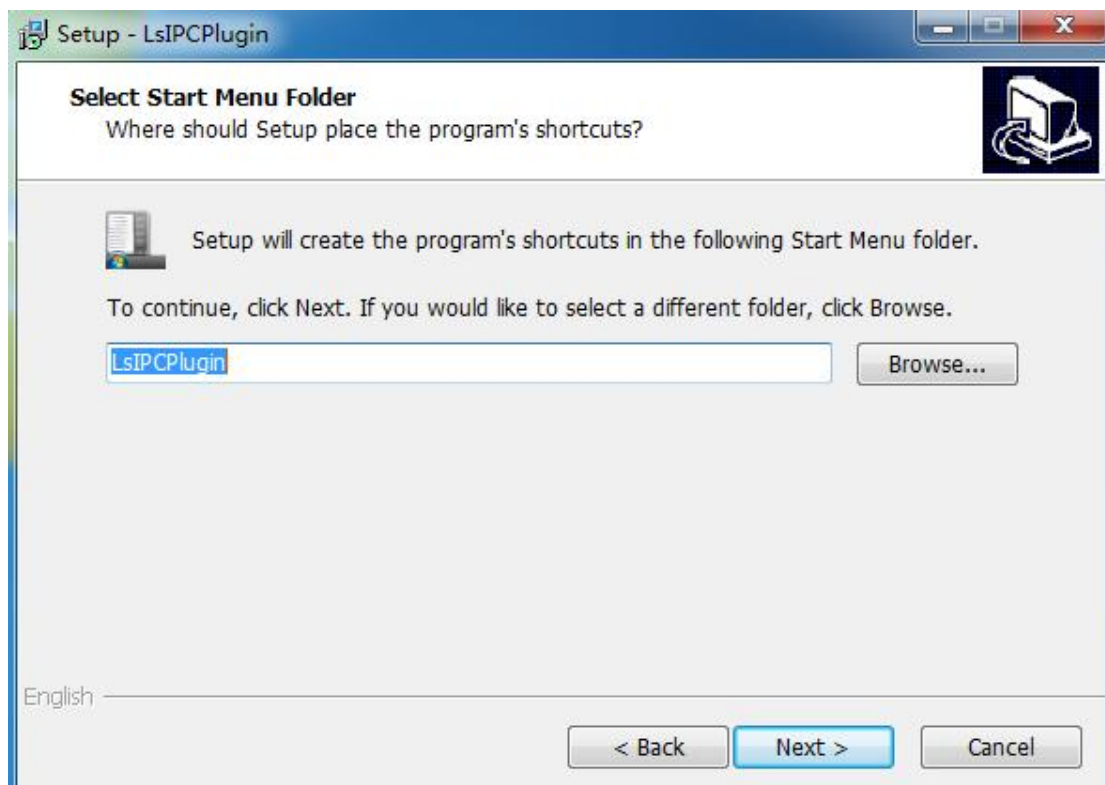 Setup - LsIPCPlugin
Select Start Menu Folder
Where should Setup place the program's shortcuts?
Setup will create the program's shortcuts in the following Start Menu folder.
To continue, click Next. If you would like to select a different folder, click Browse.
LsIPCPlugin
Browse...
English
< Back
Next >
Cancel